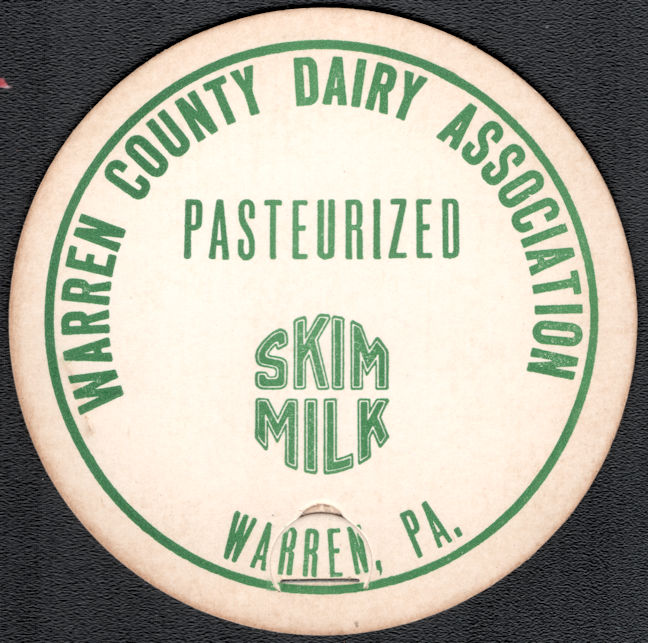 WARREN COUNTY DAIRY ASSOCIATION
PASTEURIZED
SKIM
MILK
WARREN, PA.